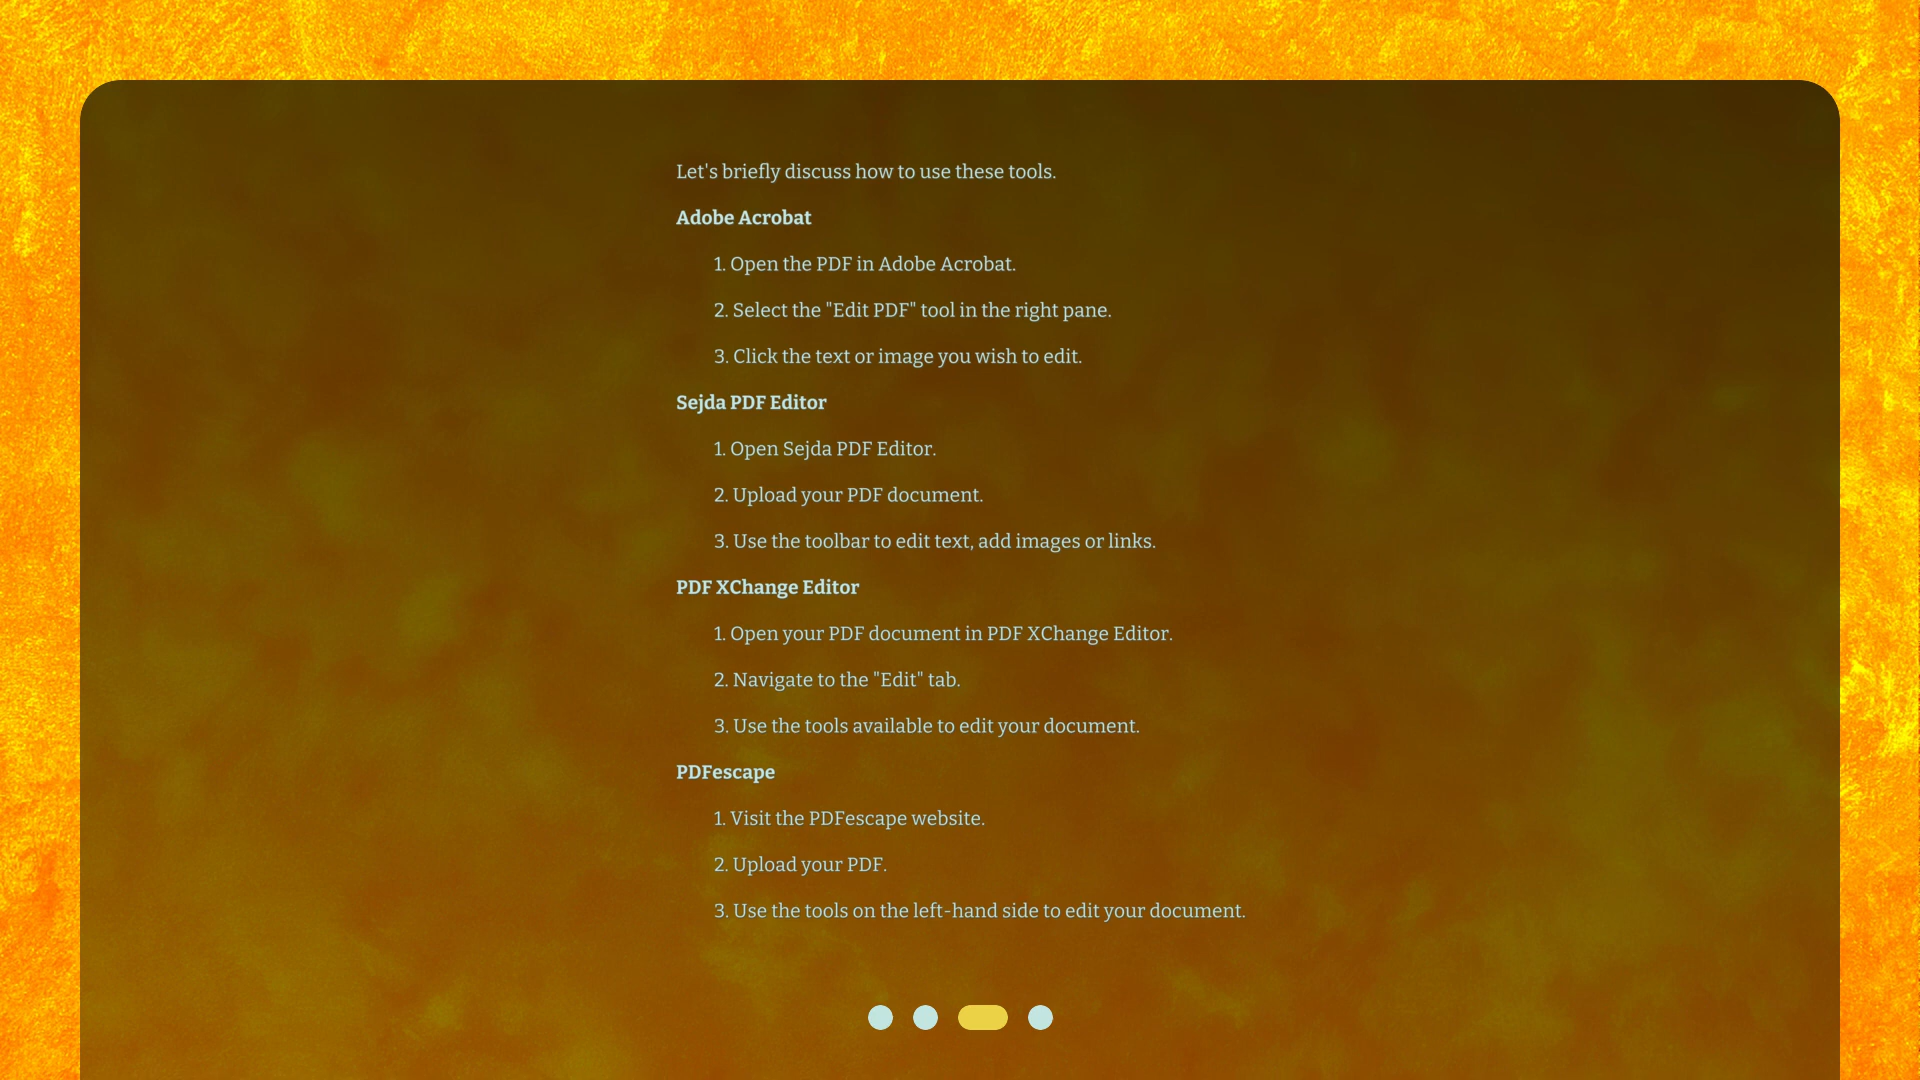 Let's briefly discuss how to use these tools.
Adobe Acrobat
1. Open the PDF in Adobe Acrobat.
2. Select the "Edit PDF" tool in the right pane.
3. Click the text or image you wish to edit.
Sejda PDF Editor
1. Open Sejda PDF Editor.
2. Upload your PDF document.
3. Use the toolbar to edit text, add images or links.
PDF XChange Editor
1. Open your PDF document in PDF XChange Editor.
2. Navigate to the "Edit" tab.
3. Use the tools available to edit your document.
PDFescape
1. Visit the PDFescape website.
2. Upload your PDF.
3. Use the tools on the left-hand side to edit your document.